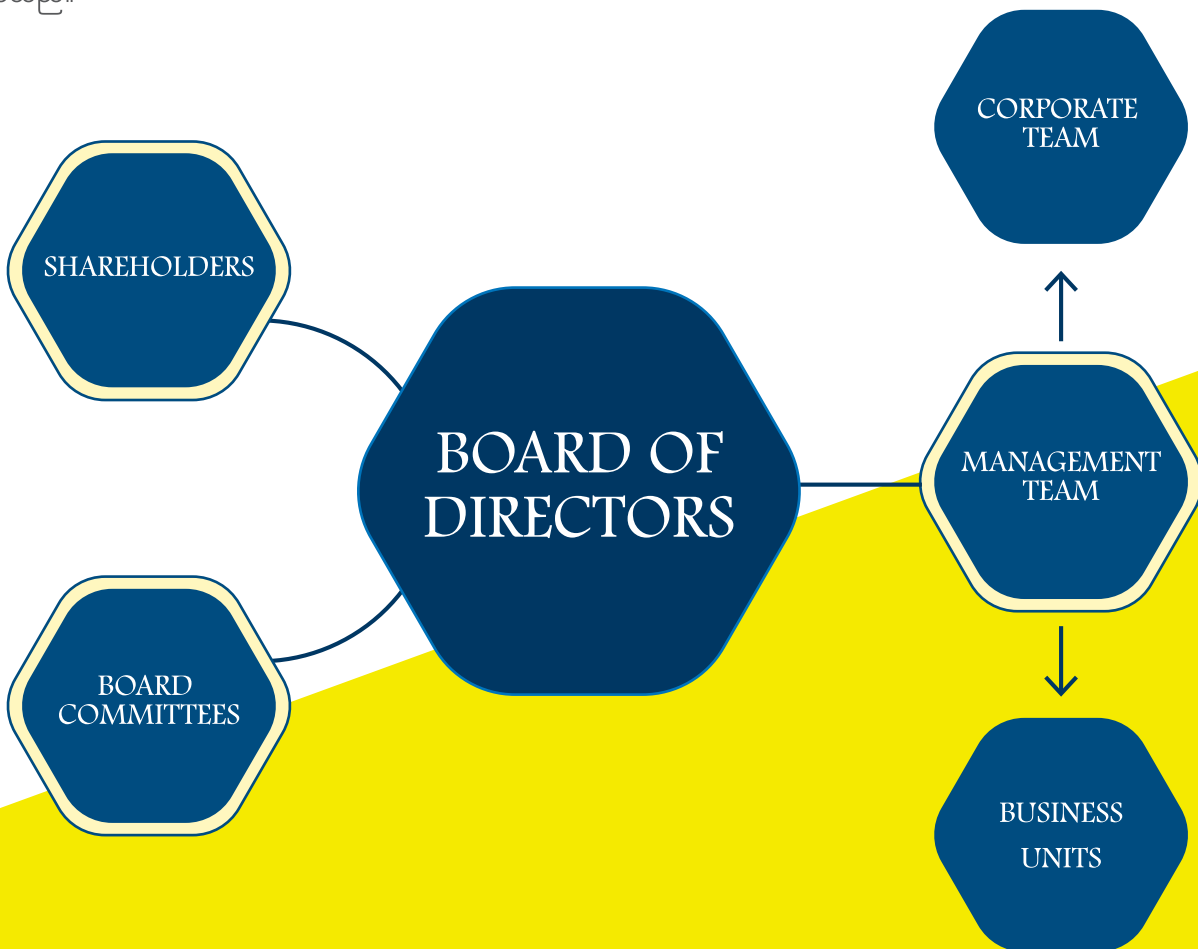 CORPORATE
TEAM
SHAREHOLDERS
BOARD OF
DIRECTORS
MANAGEMENT
TEAM
BOARD
COMMITTEES
BUSINESS
UNITS